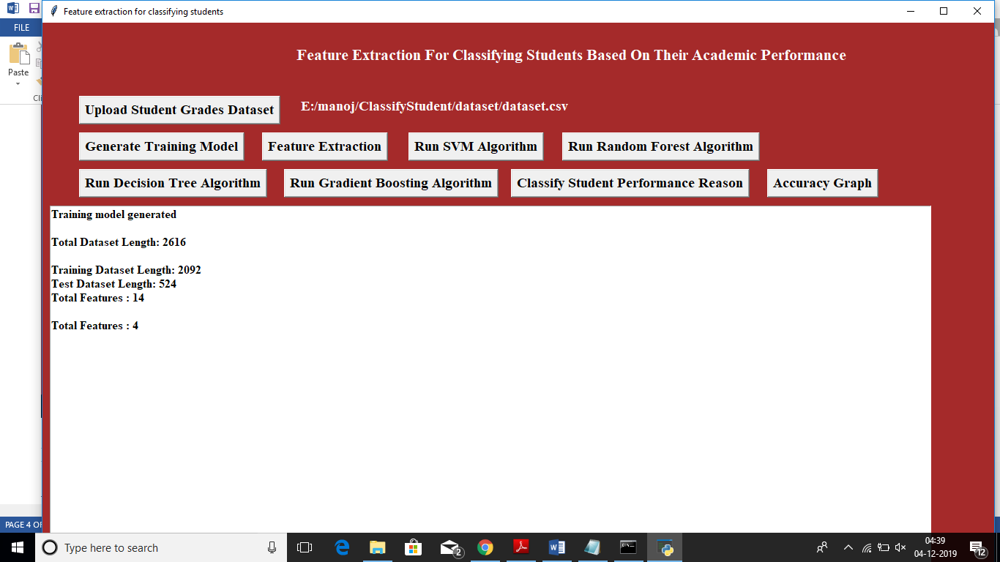 Feature extraction for classifying students
FILE
Paste
Feature Extraction For Classifying Students Based On Their Academic Performance
Upload Student Grades Dataset E:/manoj/ClassifyStudent/dataset/dataset.csv
Generate Training Model Feature Extraction Run SVM Algorithm Run Random Forest Algorithm
Run Decision Tree Algorithm Run Gradient Boosting Algorithm Classify Student Performance Reason Accuracy Graph
Training model generated
Total Dataset Length: 2616
Training Dataset Length: 2092
Test Dataset Length: 524
Total Features : 14
Total Features : 4
PAGE 4 OF
Type here to search
2
04:39
04-12-2019
12